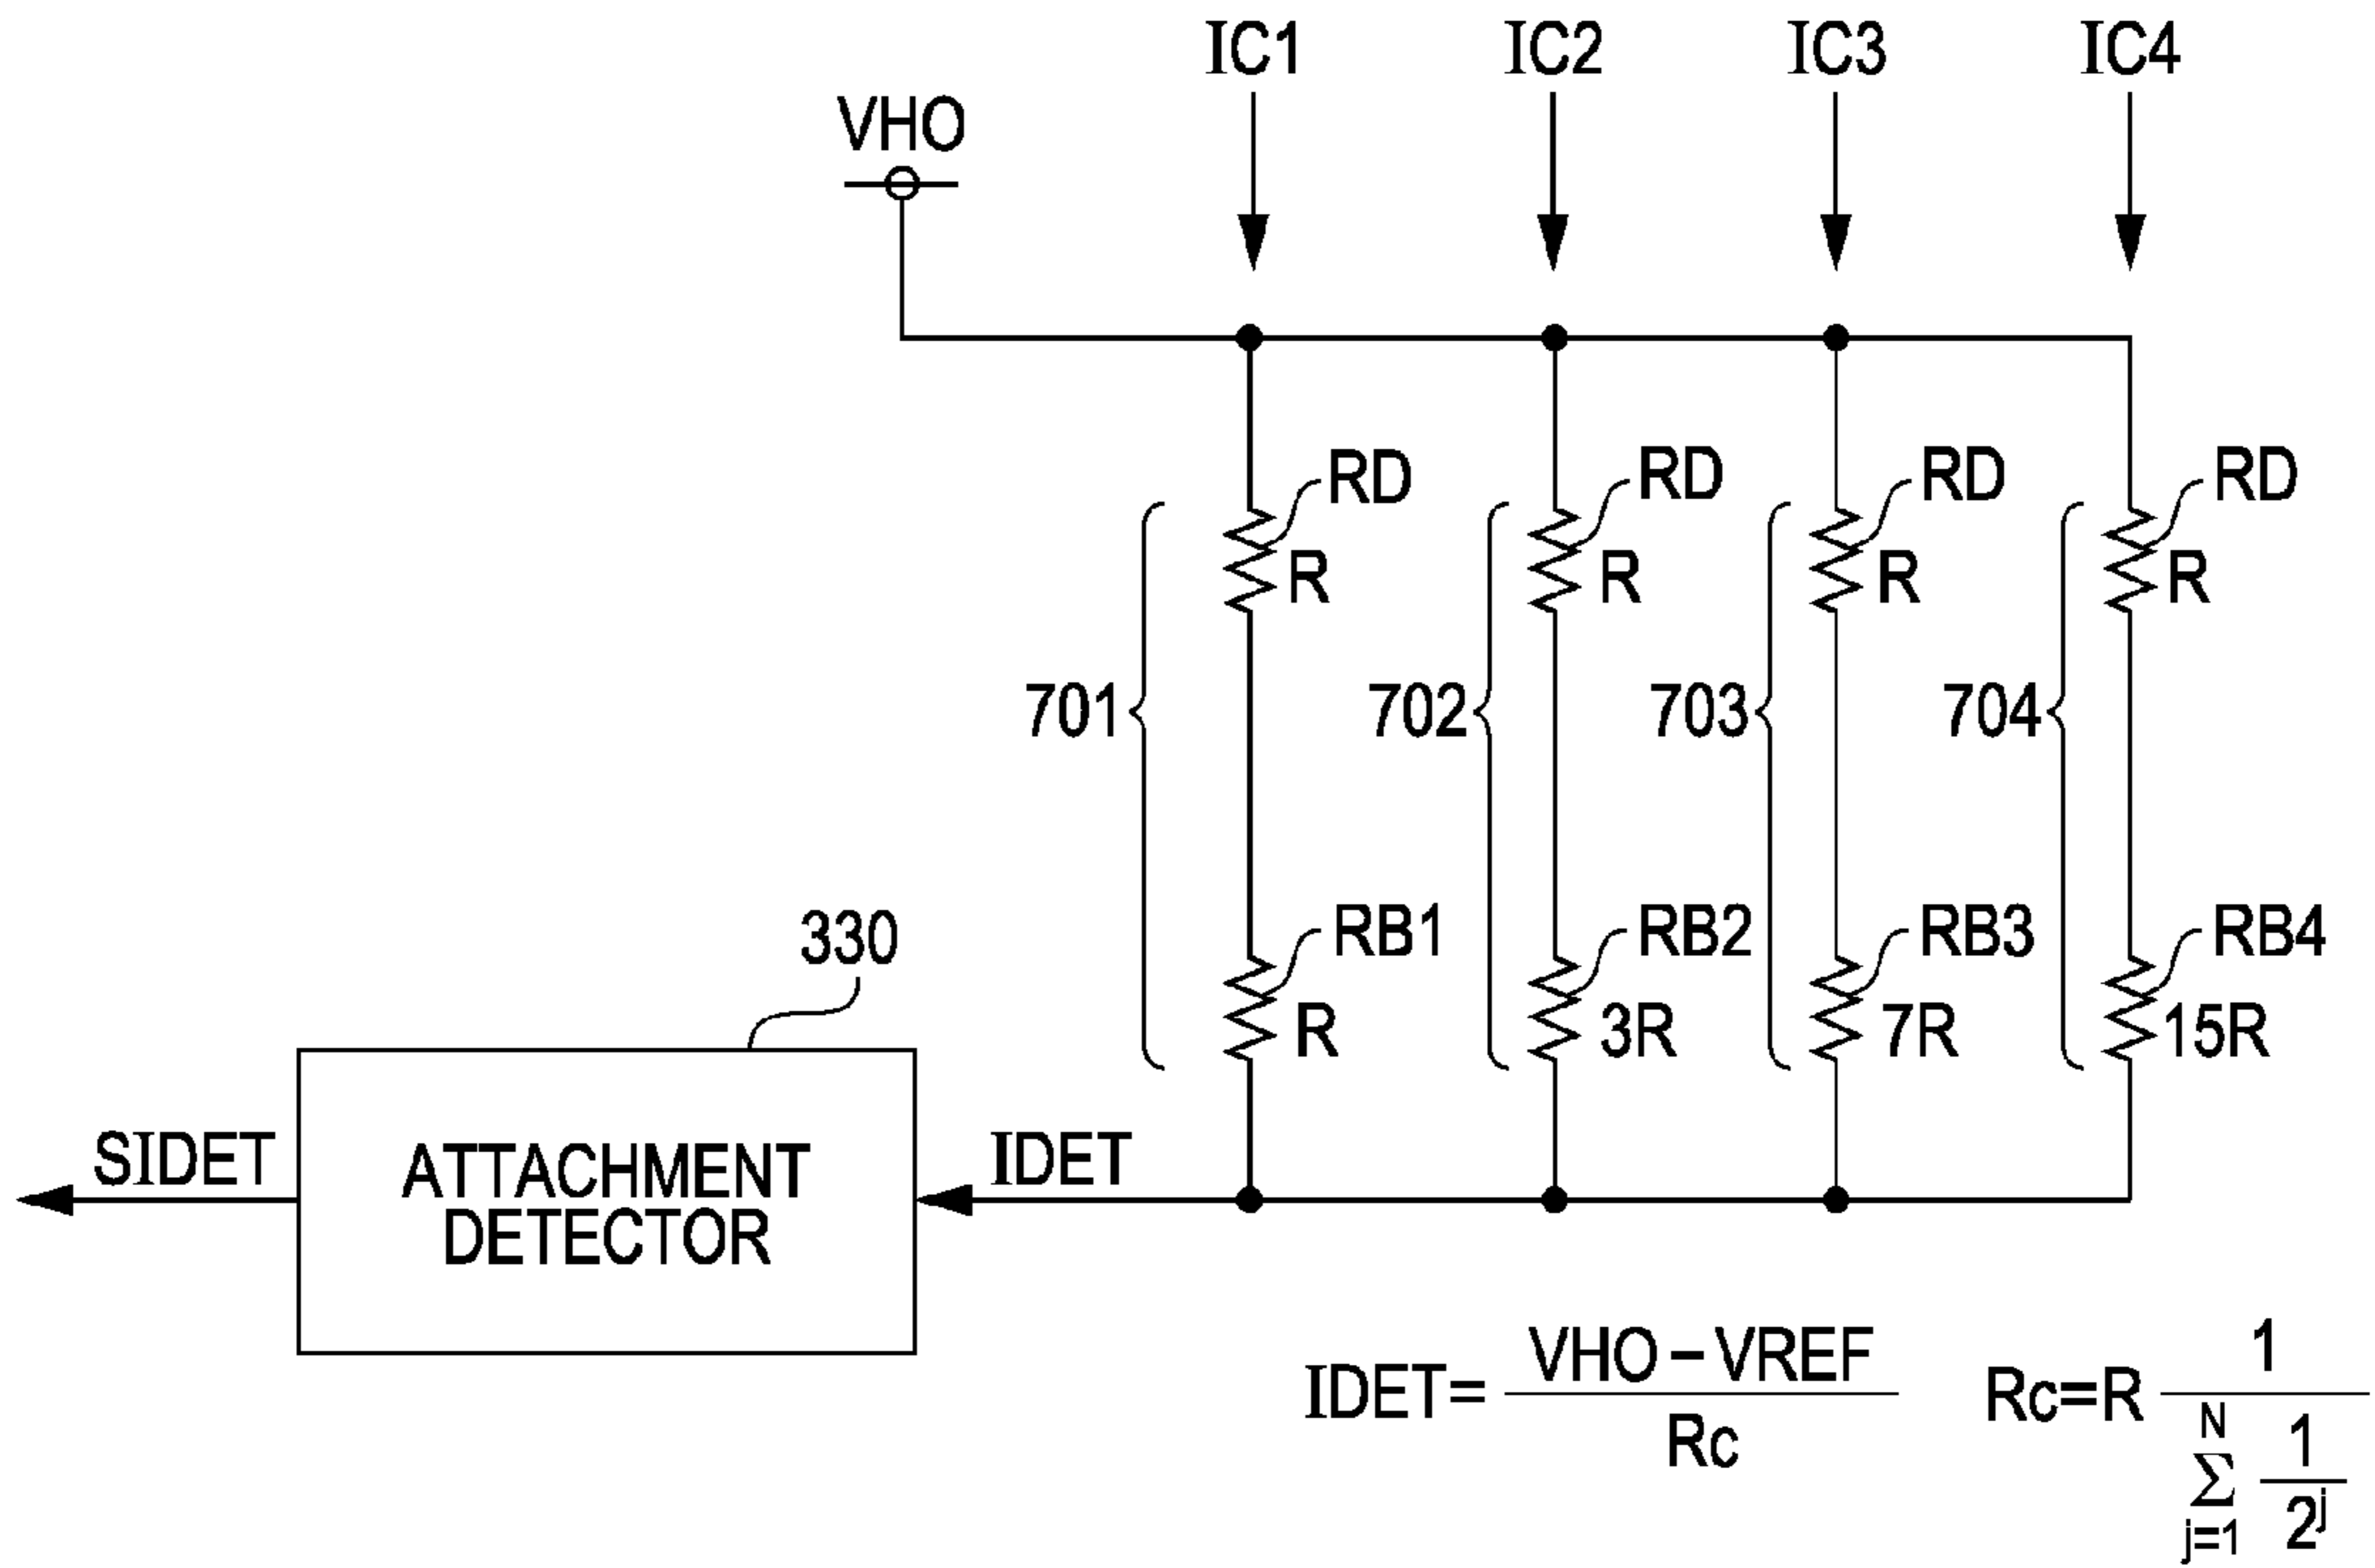 IC1 IC2 IC3 IC4
VHO
RD RD RD RD
R R R R
701 702 703 704
RB1 RB2 RB3 RB4
R 3R 7R 15R
330
SIDET
ATTACHMENT
DETECTOR
IDET
IDET= VHO – VREF / Rc
Rc=R 1 / N Σ j=1 1 / 2^j